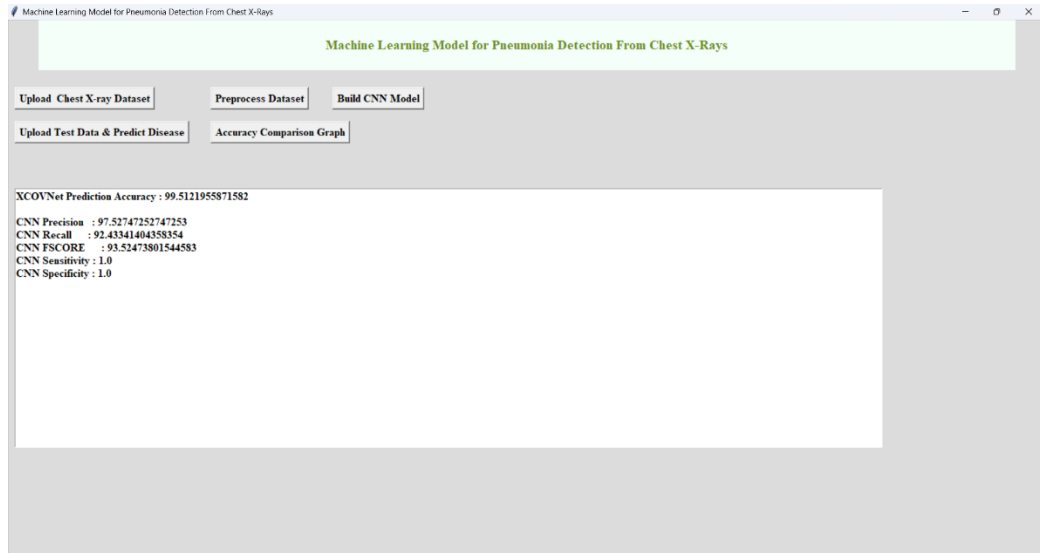 Machine Learning Model for Pneumonia Detection From Chest X-Rays
Machine Learning Model for Pneumonia Detection From Chest X-Rays
Upload Chest X-ray Dataset
Preprocess Dataset
Build CNN Model
Upload Test Data & Predict Disease
Accuracy Comparison Graph
XCOVNet Prediction Accuracy : 99.5121955871582
CNN Precision : 97.52747252747253
CNN Recall : 92.43341404358354
CNN FSCORE : 93.52473801544583
CNN Sensitivity : 1.0
CNN Specificity : 1.0